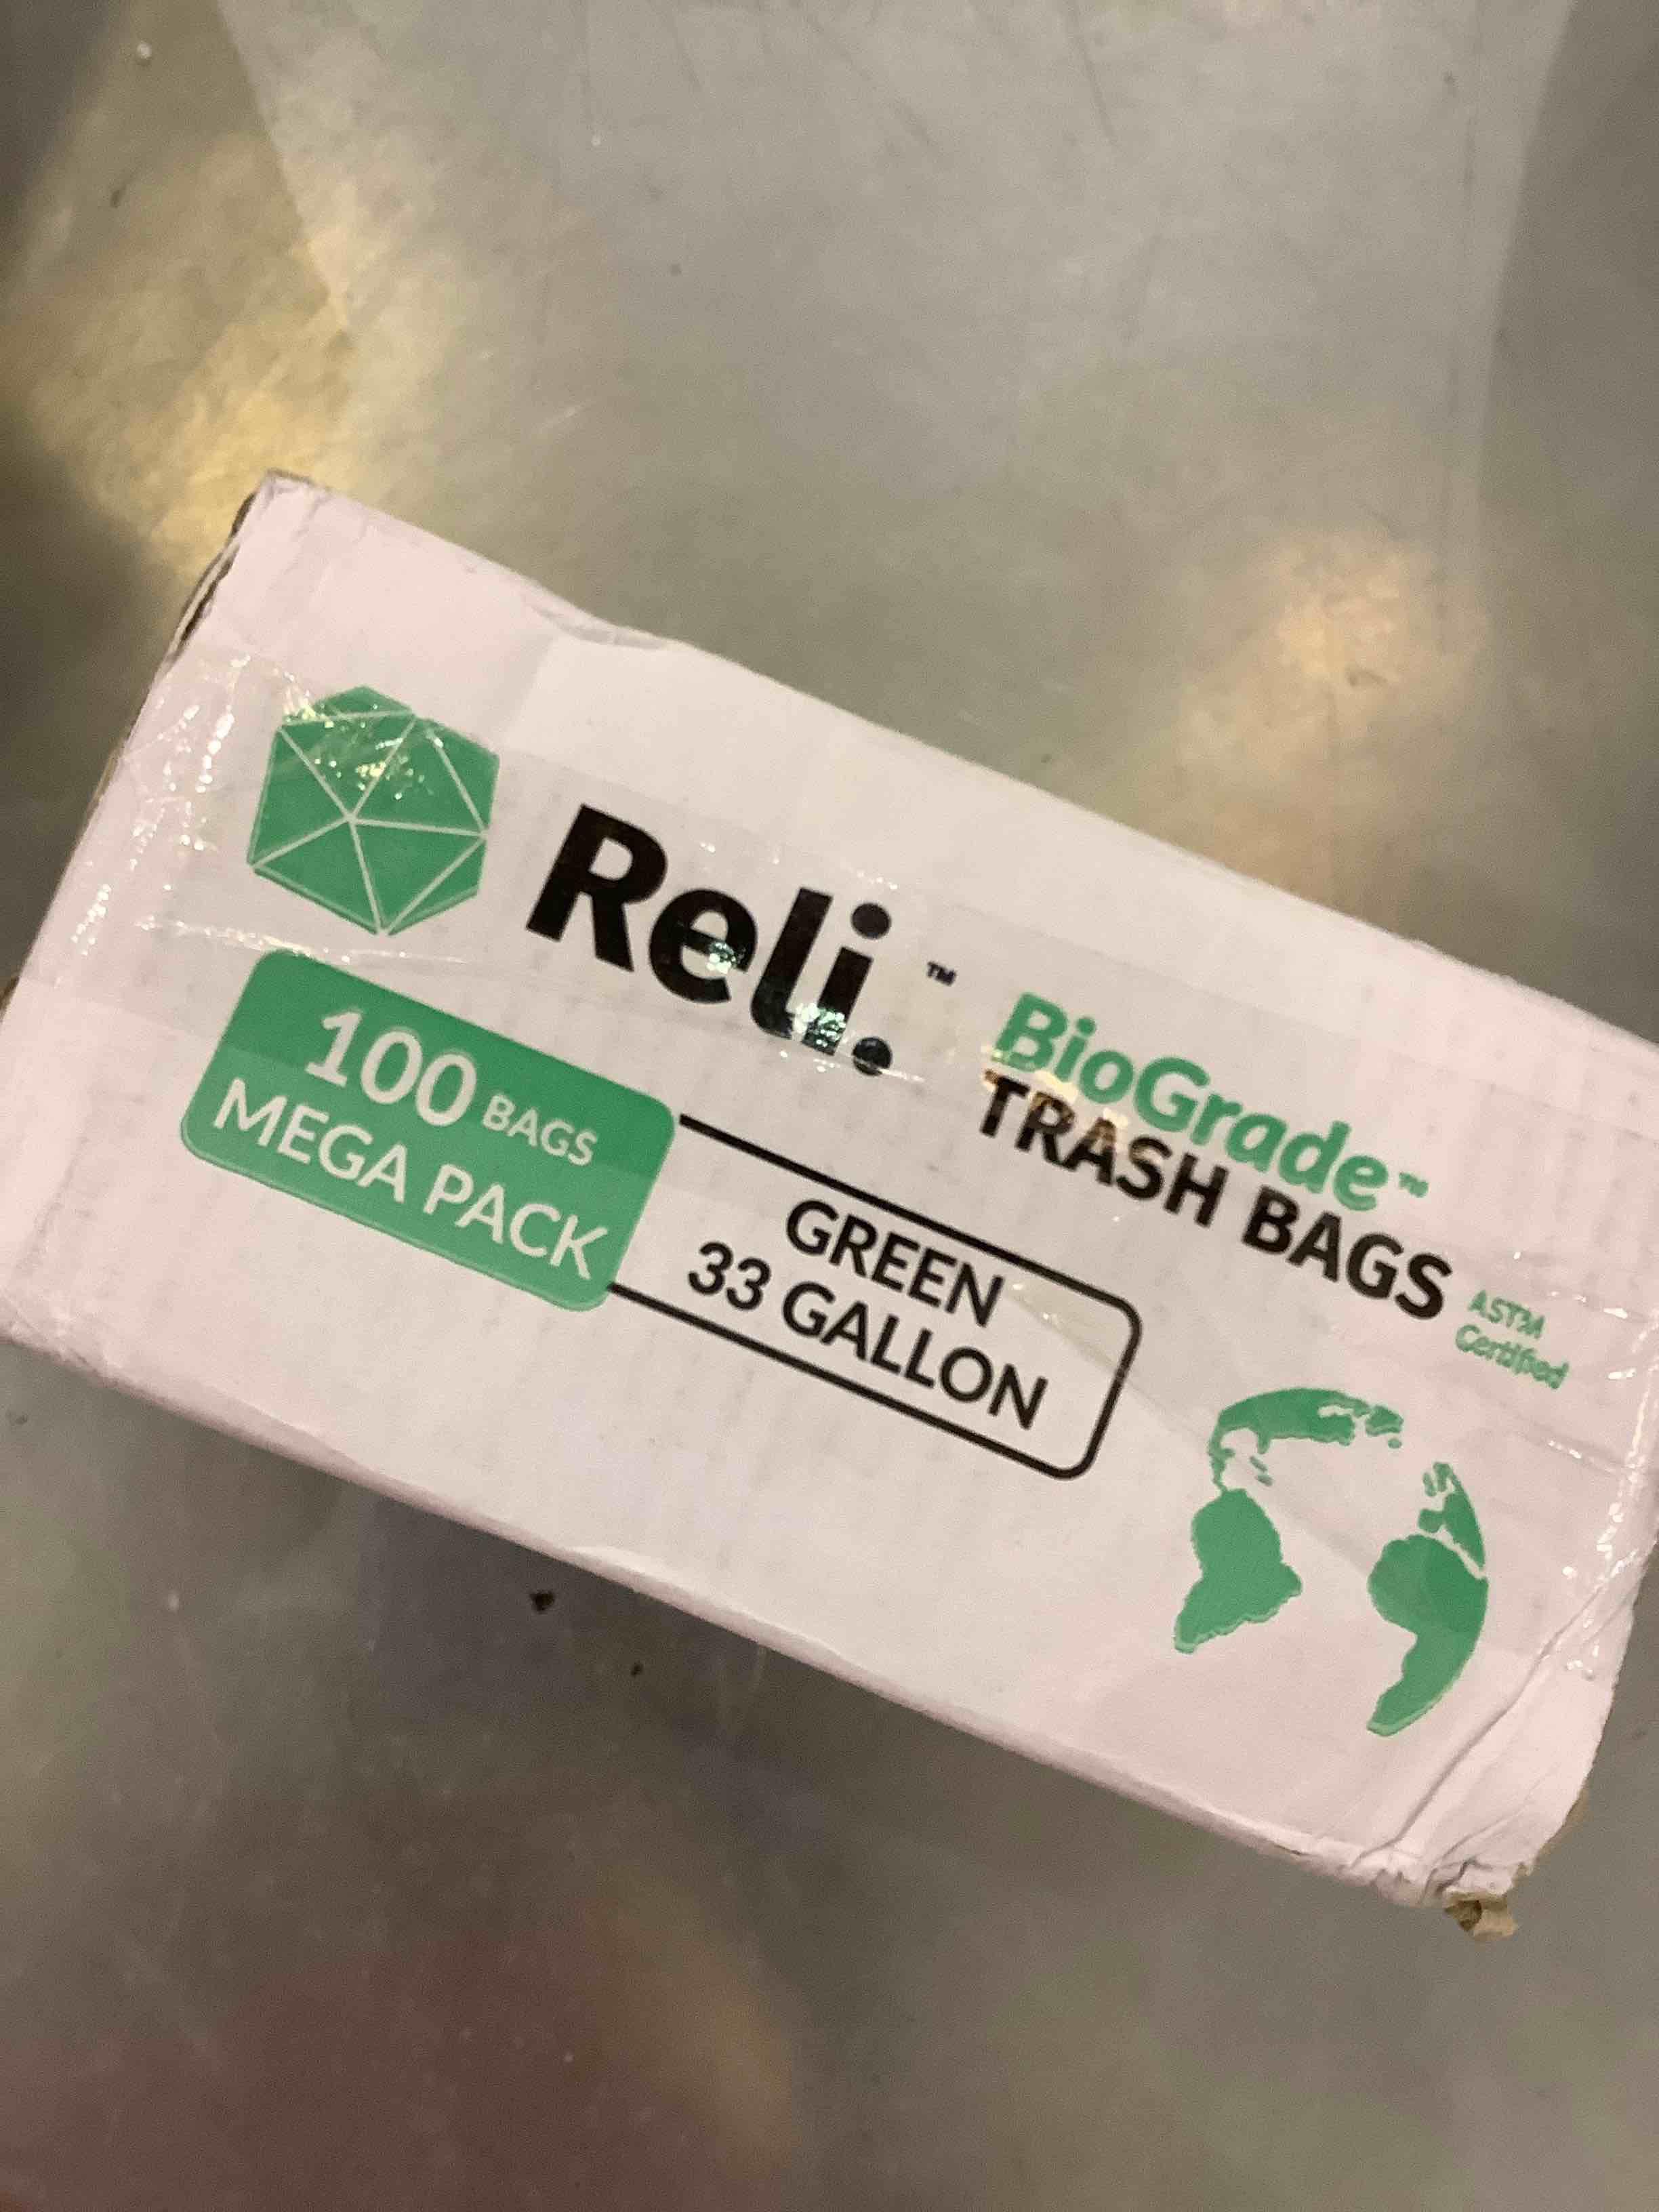 Reli.™
BioGrade™
TRASH BAGS
ASTM
Certified
100 BAGS
MEGA PACK
GREEN
33 GALLON